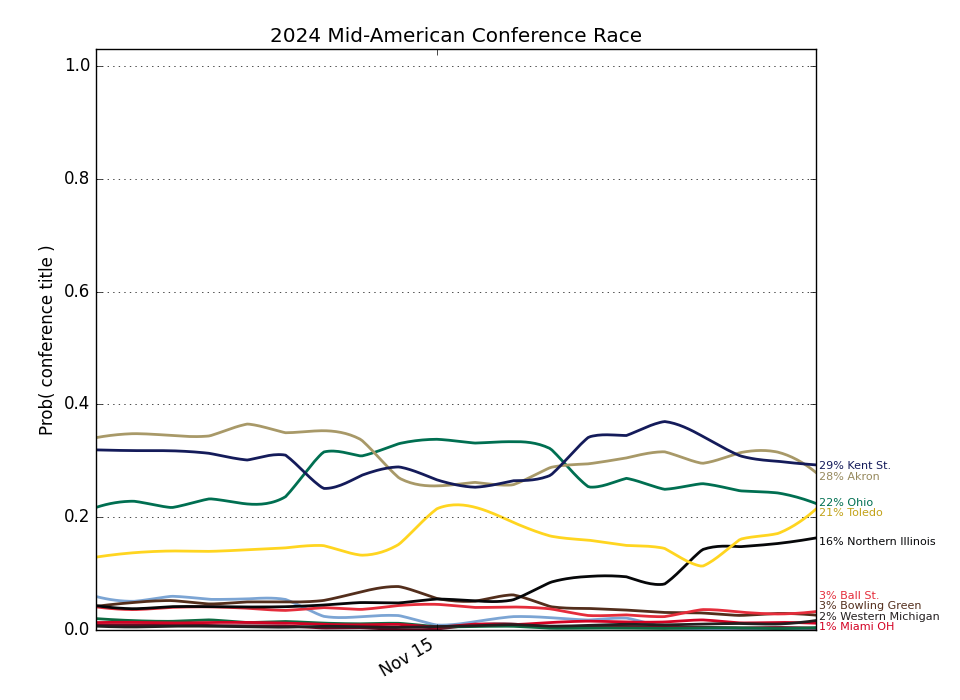 2024 Mid-American Conference Race
Prob( conference title )
1.0
0.8
0.6
0.4
0.2
0.0
Nov 15
29% Kent St.
28% Akron
22% Ohio
21% Toledo
16% Northern Illinois
3% Ball St.
3% Bowling Green
2% Western Michigan
1% Miami OH